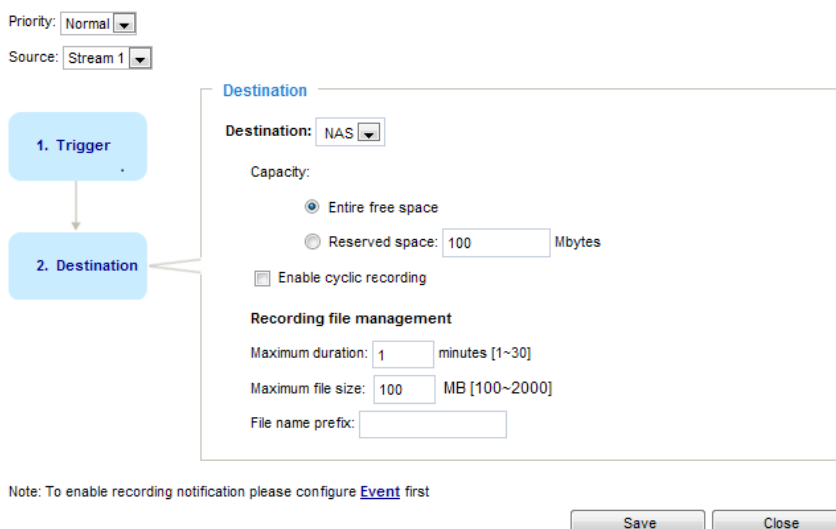 Priority: Normal
Source: Stream 1
Destination
1. Trigger
Destination: NAS
Capacity:
Entire free space
Reserved space: 100 Mbytes
2. Destination
Enable cyclic recording
Recording file management
Maximum duration: 1 minutes [1~30]
Maximum file size: 100 MB [100~2000]
File name prefix:
Note: To enable recording notification please configure Event first
Save Close